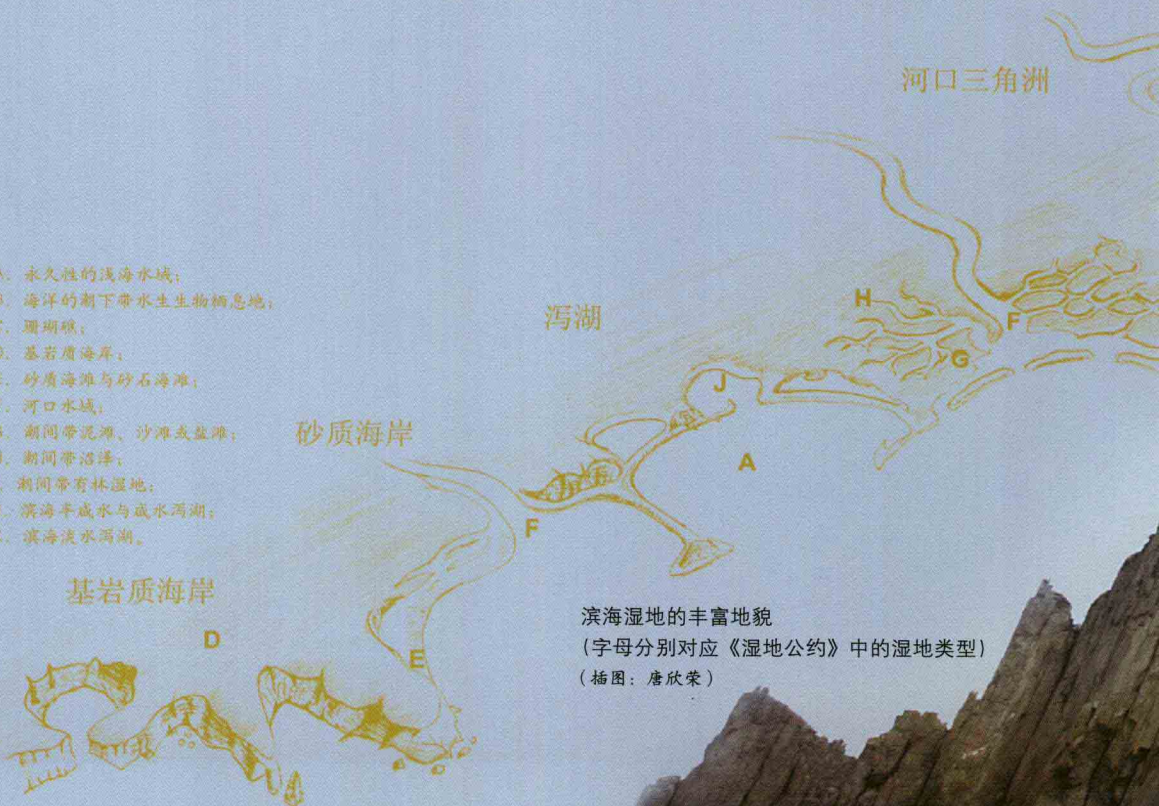 河口三角洲
永久性的浅海水域;
海洋的潮下带水生生物栖息地;
珊瑚礁;
基岩质海岸;
砂质海滩与砂石海滩;
河口水域;
潮间带泥滩、沙滩或盐滩;
潮间带沼泽;
潮间带有林湿地;
滨海半咸水与咸水泻湖;
滨海淡水泻湖。
泻湖
H
F
G
J
砂质海岸
A
F
基岩质海岸
D
E
滨海湿地的丰富地貌
(字母分别对应《湿地公约》中的湿地类型)
(插图:唐欣荣)